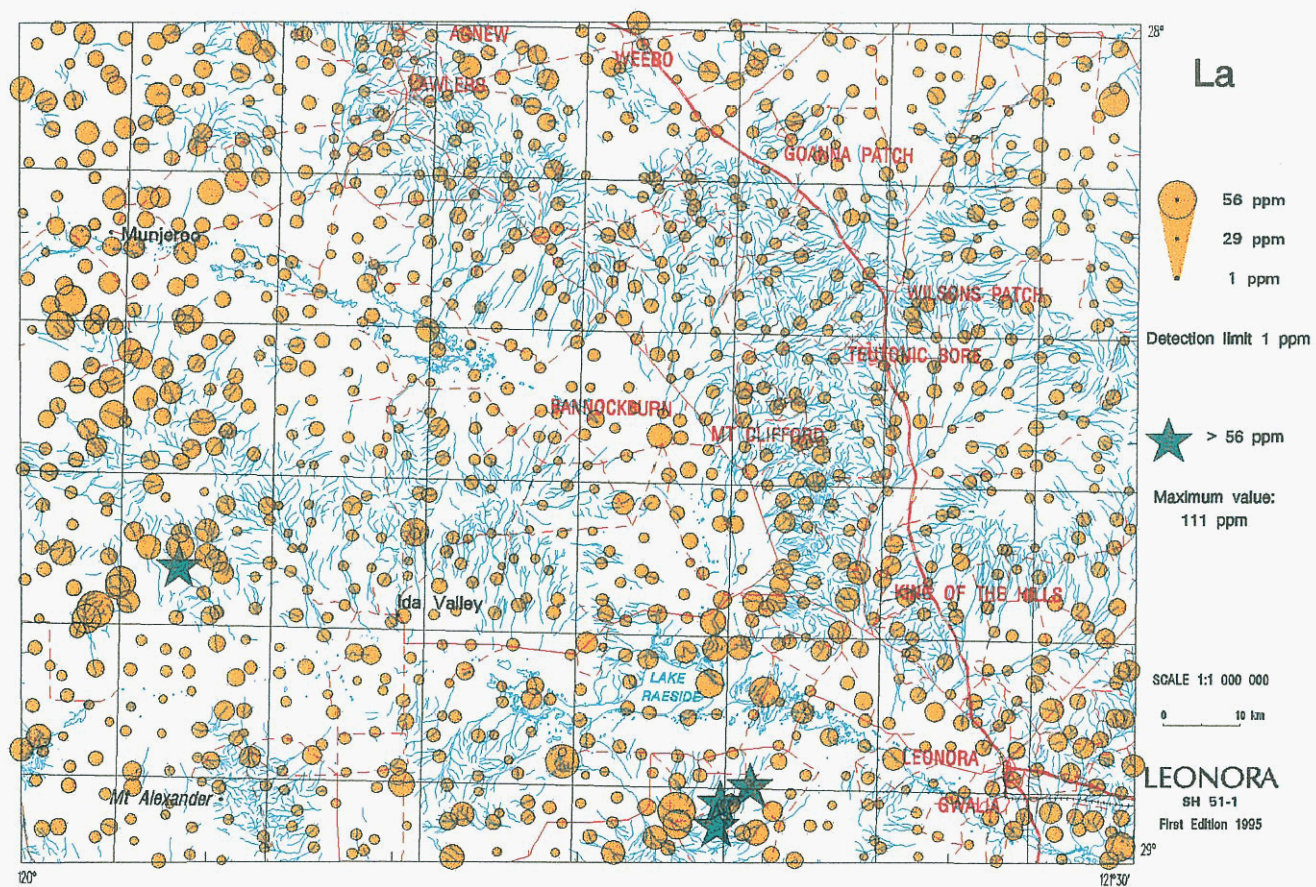 28°
AGNEW
WEEBO
La
LAWLERS
GOANNA PATCH
56 ppm
29 ppm
1 ppm
Munjeroo
WILSONS PATCH
Detection limit 1 ppm
TEUTONIC BORE
BANNOCKBURN
MT CLIFFORD
> 56 ppm
Maximum value:
111 ppm
KING OF THE HILLS
Ida Valley
LAKE
RAESIDE
SCALE 1:1 000 000
0 10 km
LEONORA
LEONORA
SH 51-1
First Edition 1995
Mt Alexander
GWALIA
29°
120°
121°30'